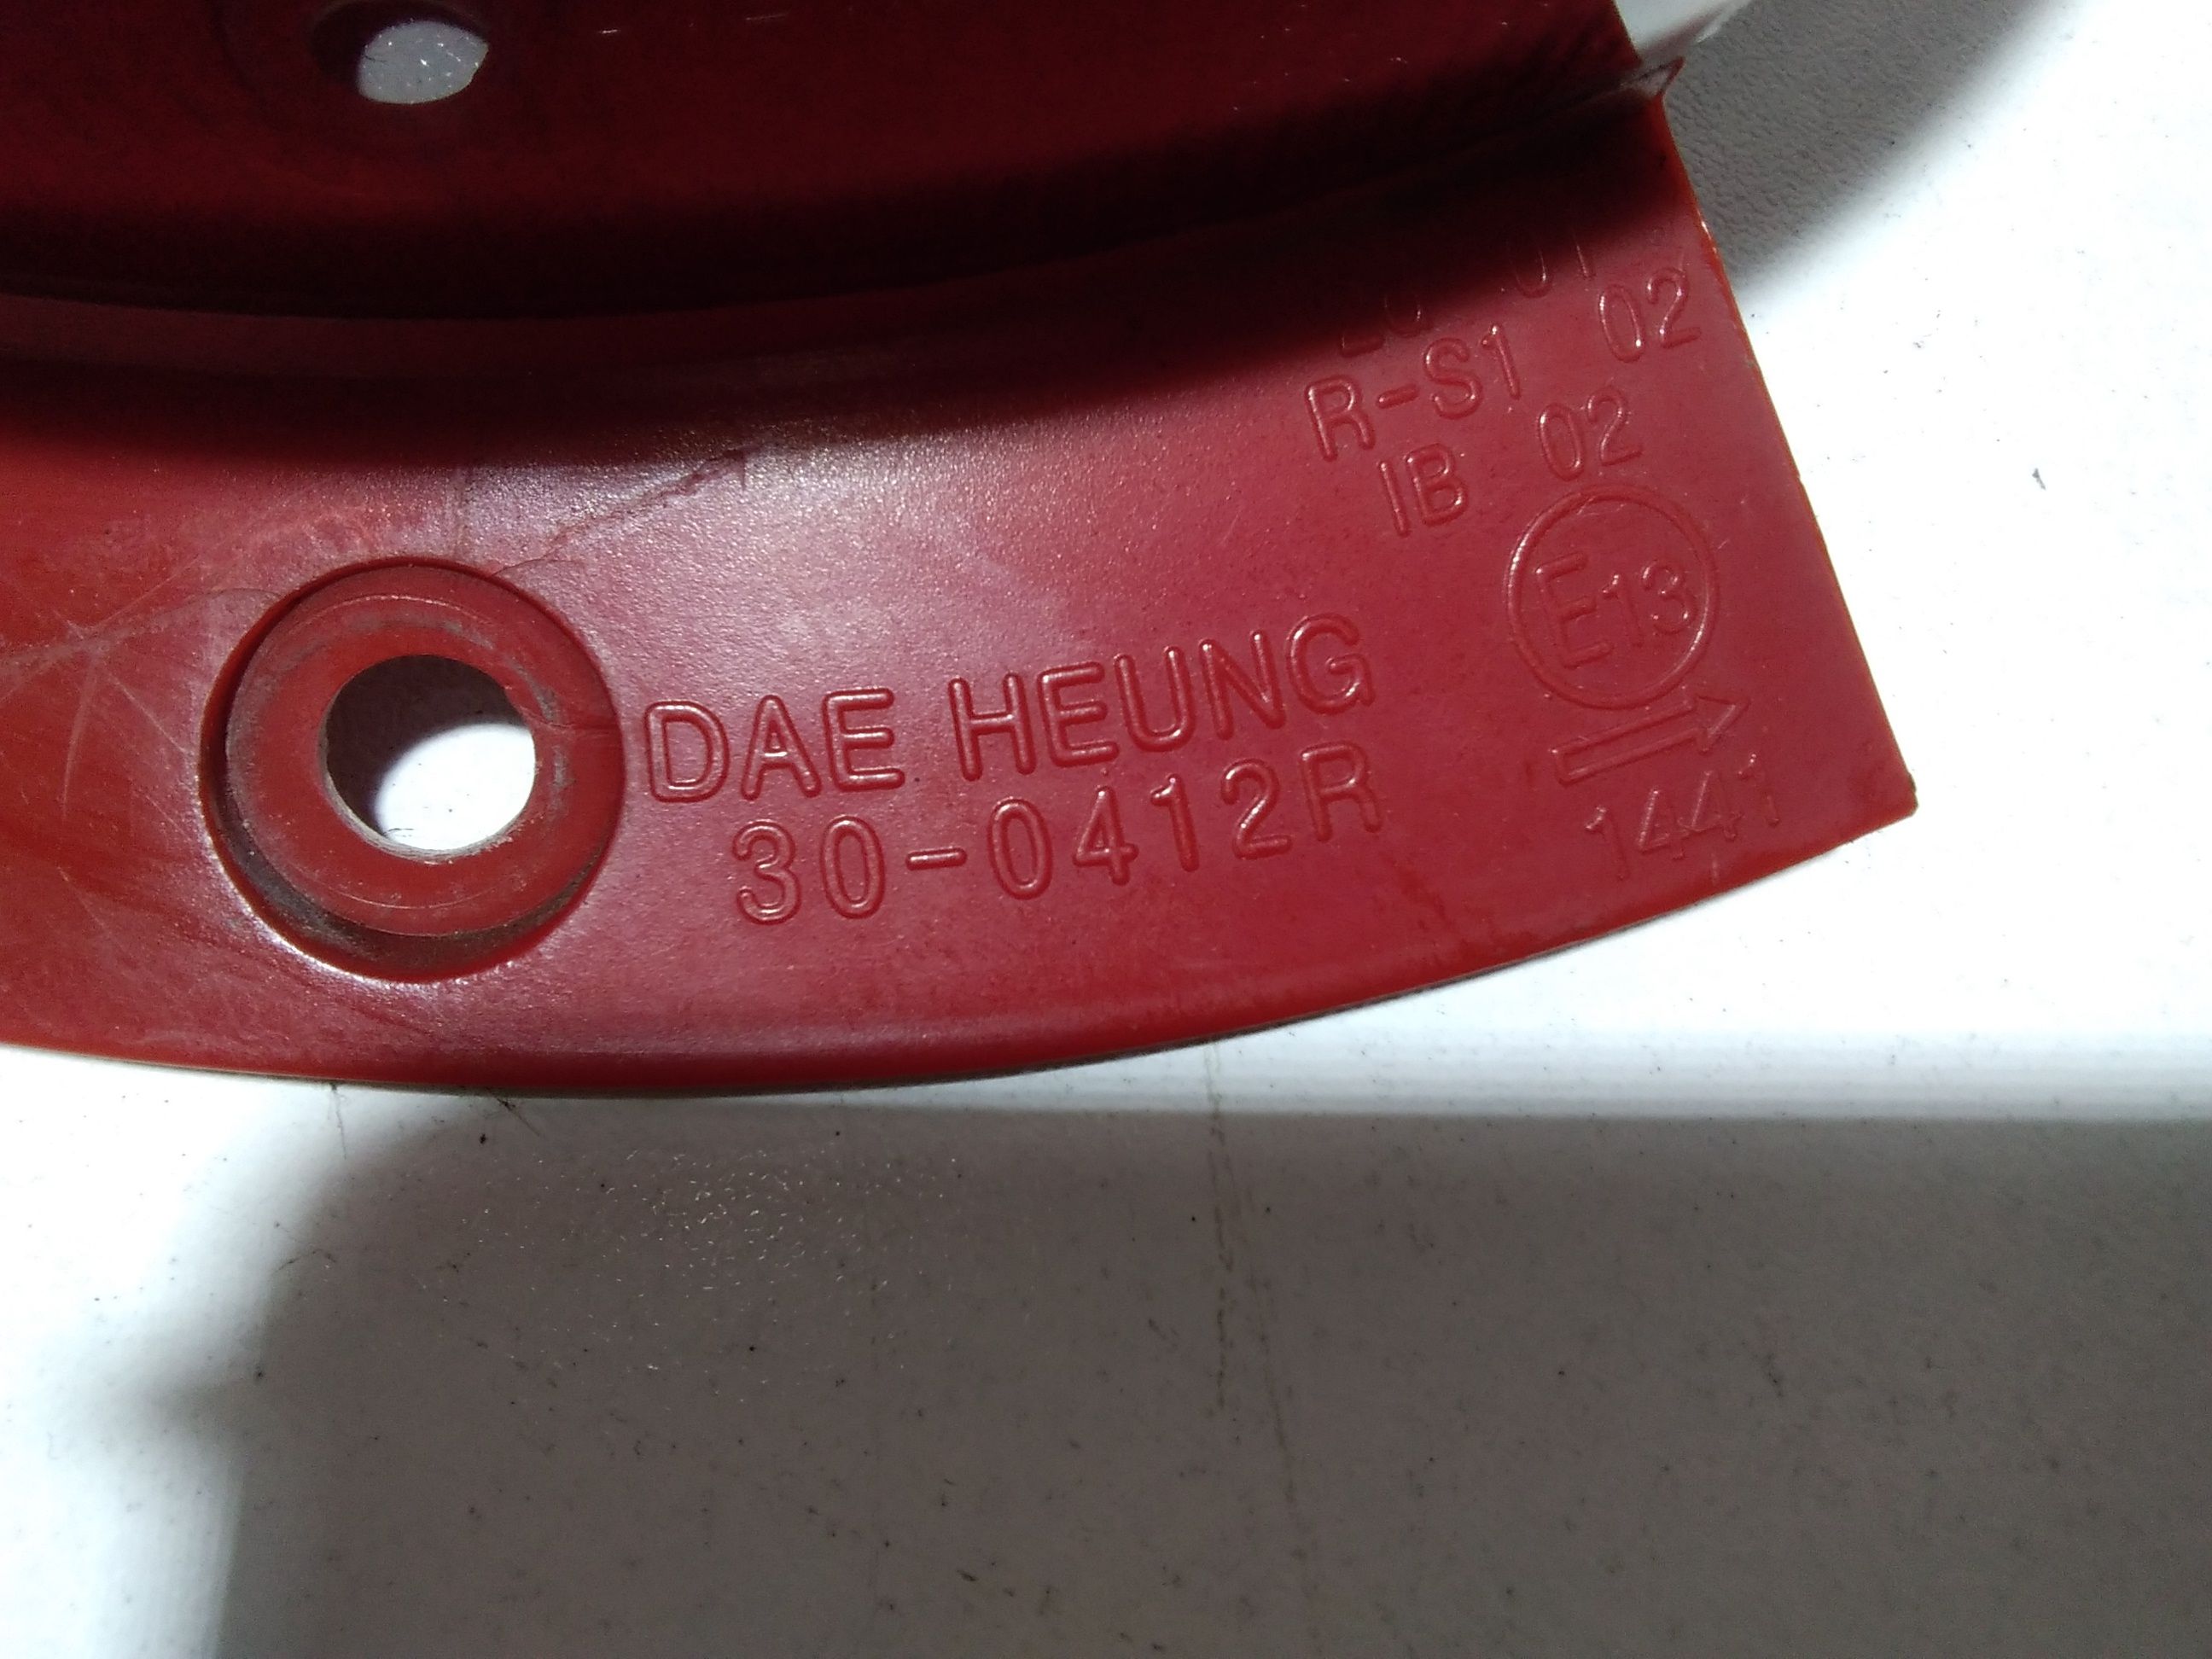 R-S1 02
IB 02
E13
DAE HEUNG
30-0412R
1441